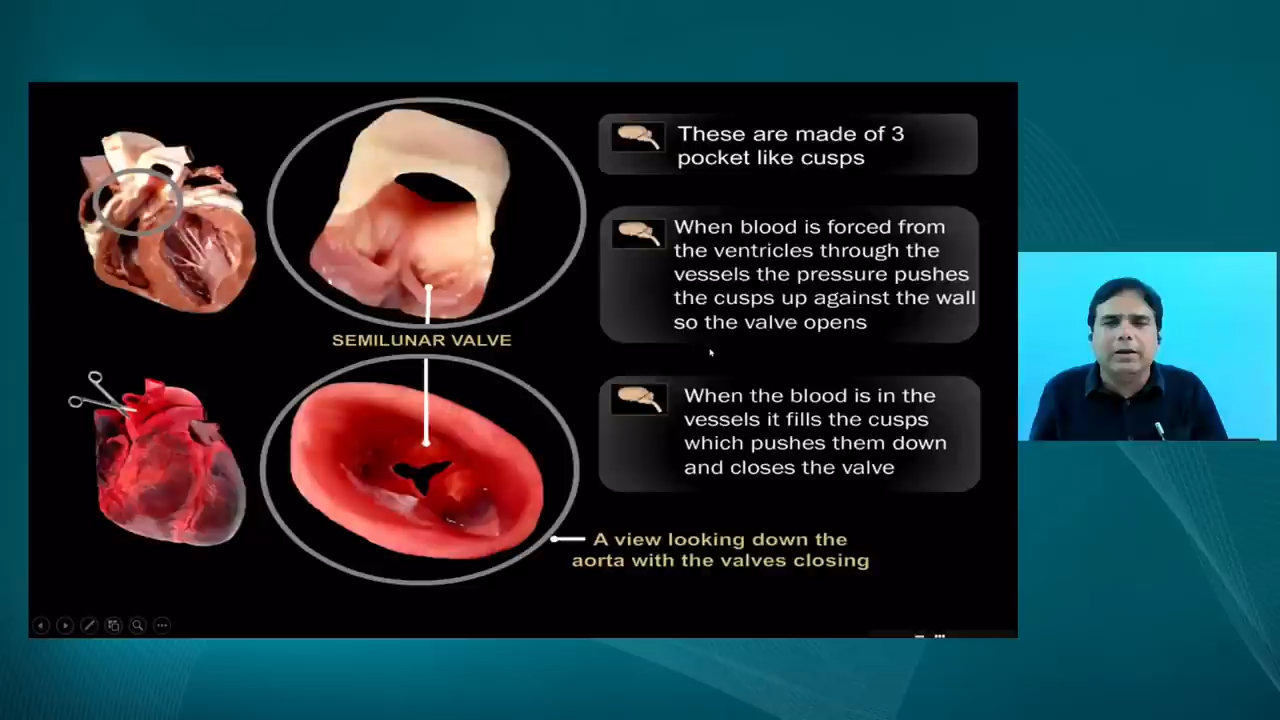 These are made of 3
pocket like cusps
When blood is forced from
the ventricles through the
vessels the pressure pushes
the cusps up against the wall
so the valve opens
SEMILUNAR VALVE
When the blood is in the
vessels it fills the cusps
which pushes them down
and closes the valve
A view looking down the
aorta with the valves closing